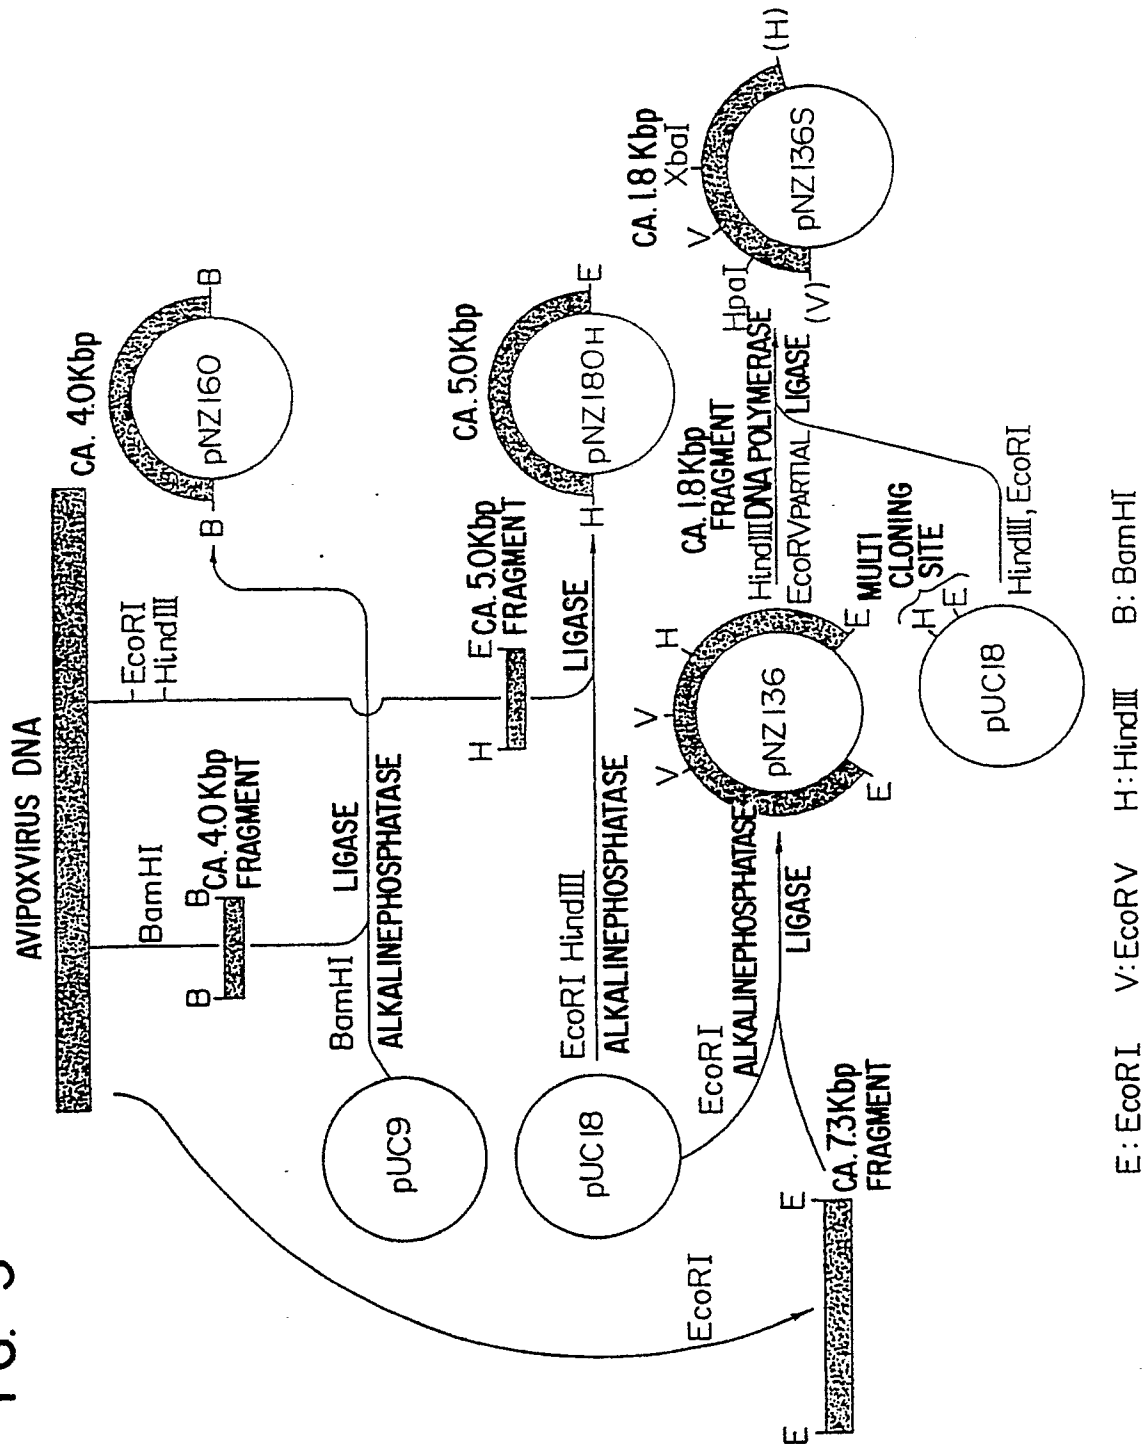 AVIPOXVIRUS DNA
BamHI
EcoRI
HindIII
B
B
CA. 4.0 Kbp
FRAGMENT
CA. 4.0Kbp
B
B
pNZ160
pUC9
BamHI
LIGASE
ALKALINEPHOSPHATASE
H
E
CA. 5.0Kbp
FRAGMENT
CA. 5.0Kbp
H
E
pNZ180H
pUC18
EcoRI HindIII
LIGASE
ALKALINEPHOSPHATASE
EcoRI
E
E
CA. 7.3Kbp
FRAGMENT
EcoRI
ALKALINEPHOSPHATASE
LIGASE
V
V
H
E
E
pNZ136
CA. 1.8Kbp
FRAGMENT
HindIII DNA POLYMERASE
EcoRV PARTIAL LIGASE
MULTI
CLONING
SITE
H
E
pUC18
HindIII, EcoRI
CA. 1.8 Kbp
HpaI
V
XbaI
(H)
(V)
pNZ136S
E: EcoRI V: EcoRV H: HindIII B: BamHI